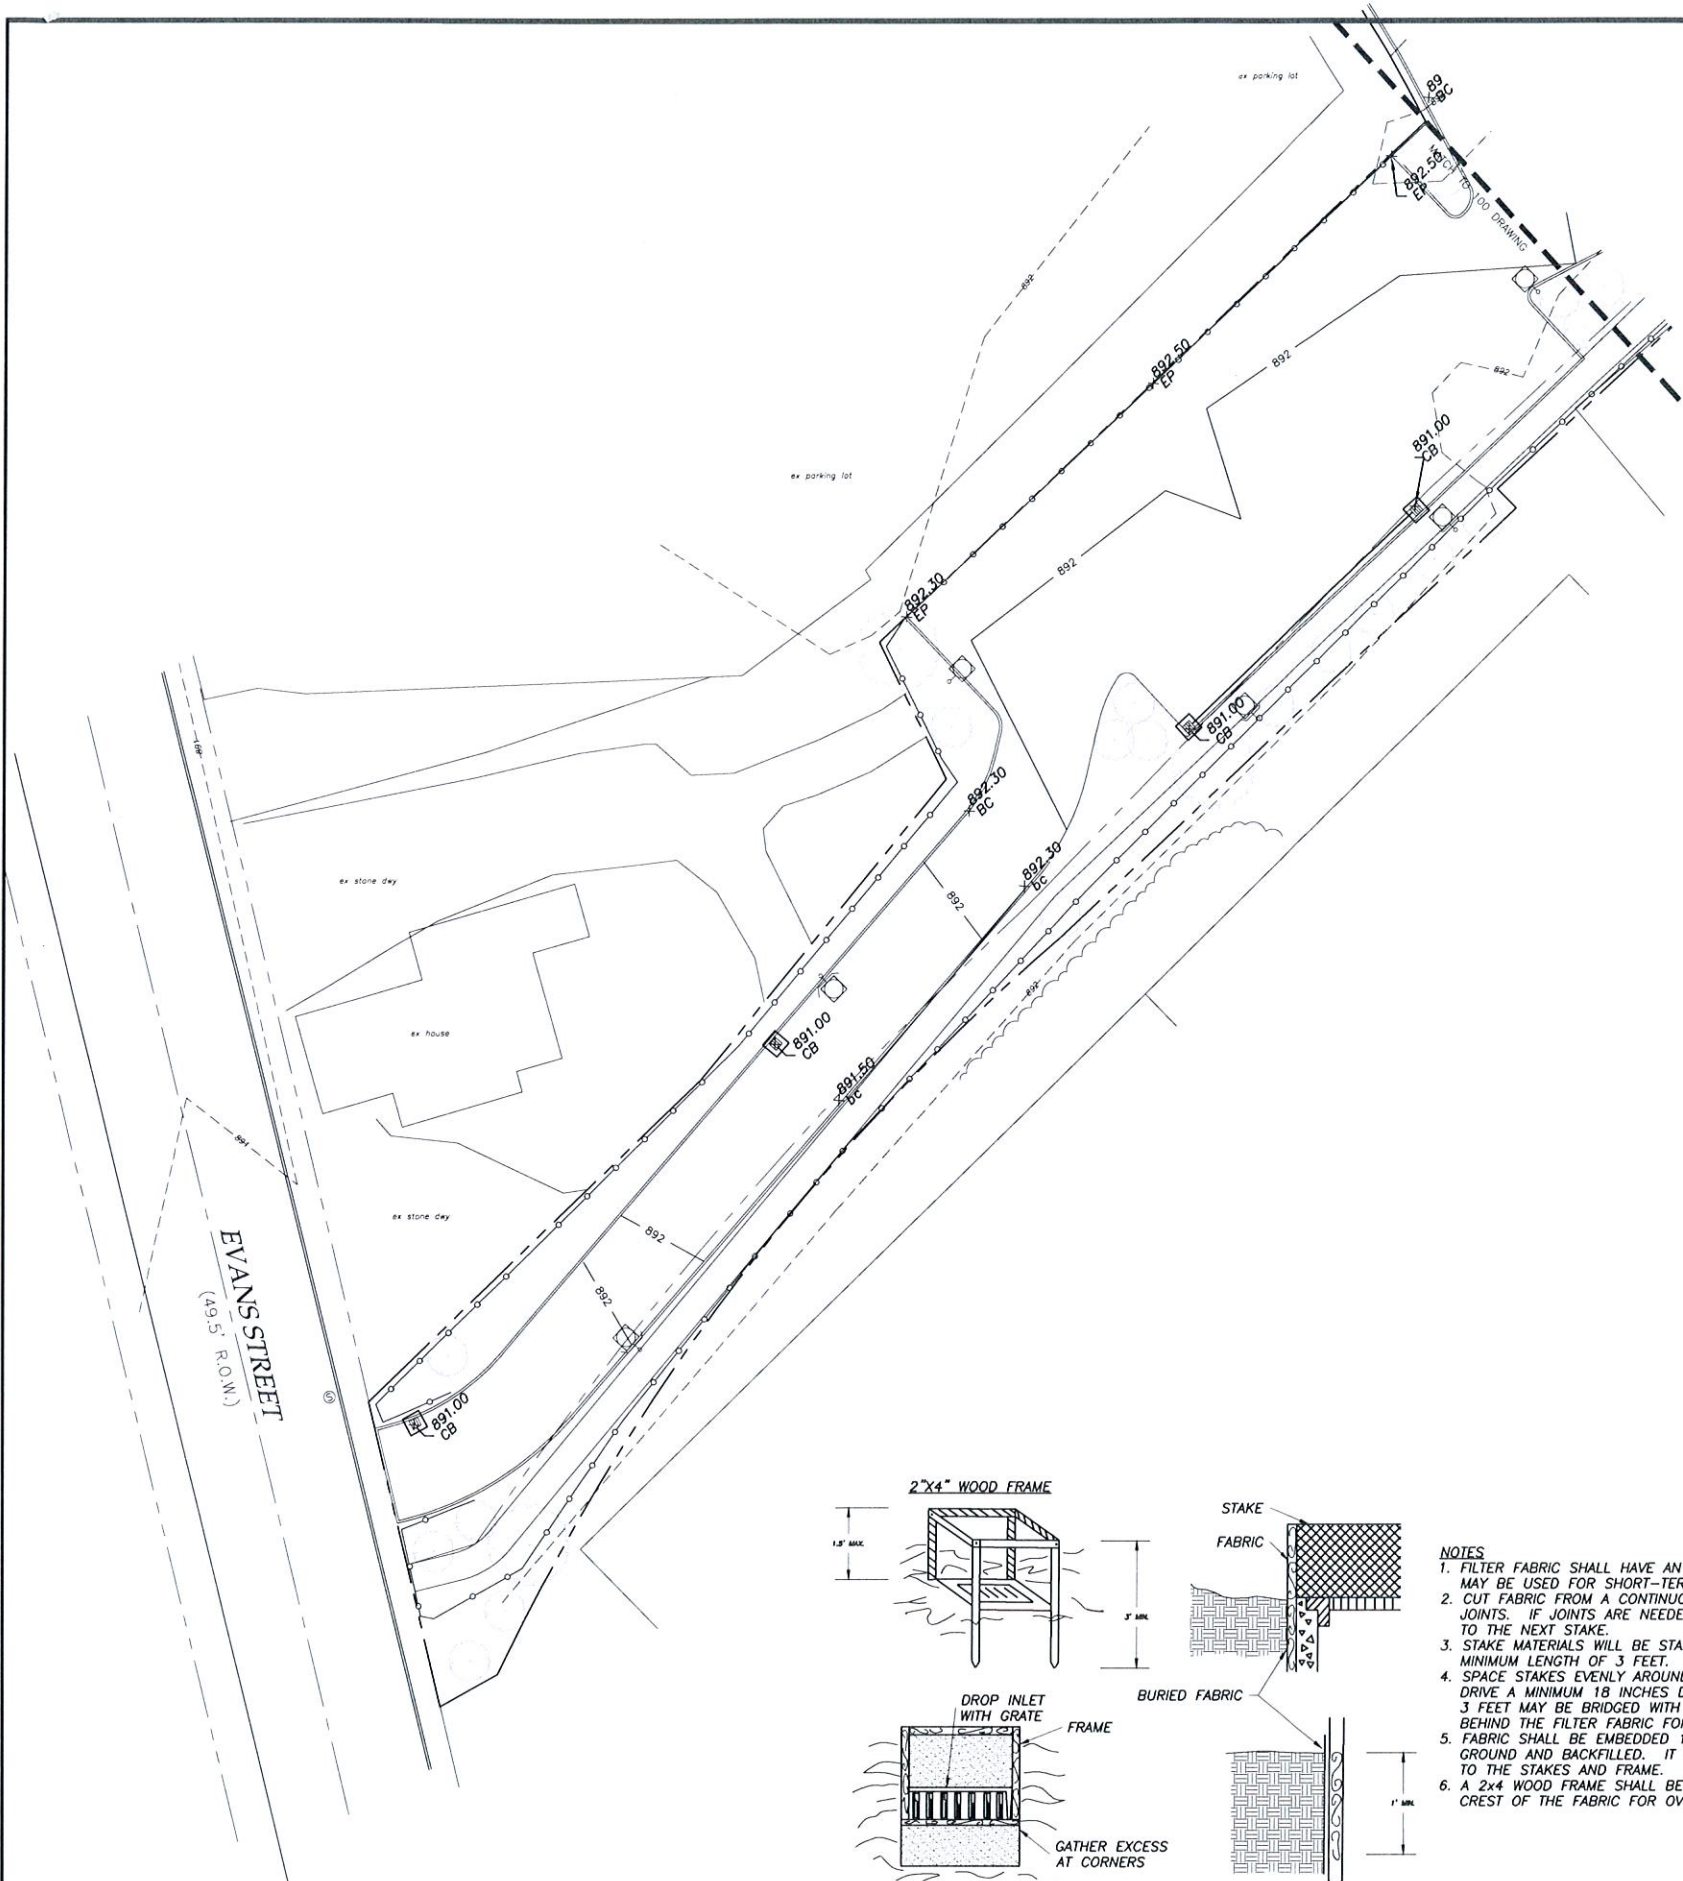 ex parking lot
89
BC
MATCH TO 100 DRAWING
892.50
EP
892
892.50
EP
892
892
891.00
CB
ex parking lot
892
892.30
EP
891.00
CB
892.30
BC
892.30
bc
ex stone dwy
892
892
891.00
CB
ex house
891.50
bc
891
ex stone dwy
892
892
EVANS STREET
(49.5' R.O.W.)
S
891.00
CB
2"X4" WOOD FRAME
1.5' MAX.
3' MIN.
STAKE
FABRIC
BURIED FABRIC
DROP INLET
WITH GRATE
FRAME
GATHER EXCESS
AT CORNERS
1' MIN.
NOTES
1. FILTER FABRIC SHALL HAVE AN
MAY BE USED FOR SHORT-TER
2. CUT FABRIC FROM A CONTINUO
JOINTS. IF JOINTS ARE NEEDE
TO THE NEXT STAKE.
3. STAKE MATERIALS WILL BE STA
MINIMUM LENGTH OF 3 FEET.
4. SPACE STAKES EVENLY AROUND
DRIVE A MINIMUM 18 INCHES D
3 FEET MAY BE BRIDGED WITH
BEHIND THE FILTER FABRIC FO
5. FABRIC SHALL BE EMBEDDED 1
GROUND AND BACKFILLED. IT
TO THE STAKES AND FRAME.
6. A 2x4 WOOD FRAME SHALL BE
CREST OF THE FABRIC FOR OV